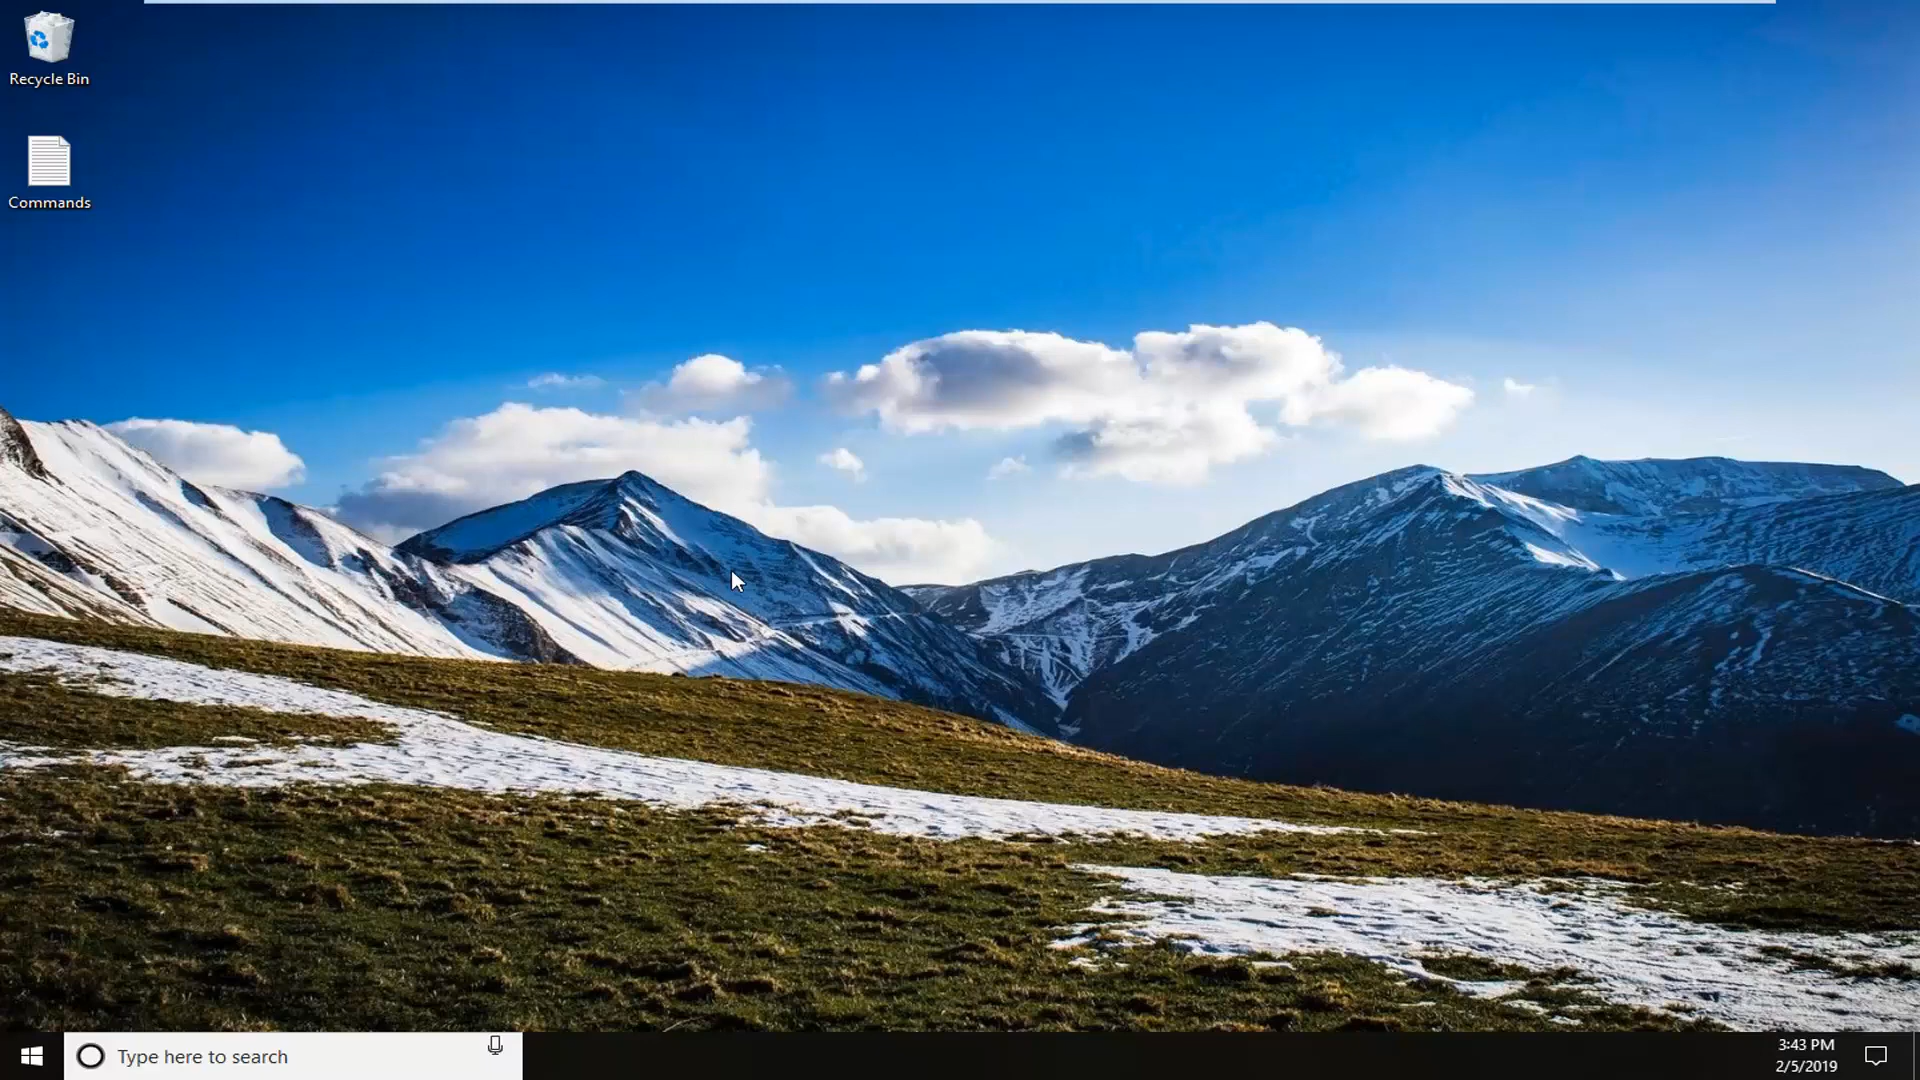 Recycle Bin
Commands
Type here to search
3:43 PM
2/5/2019